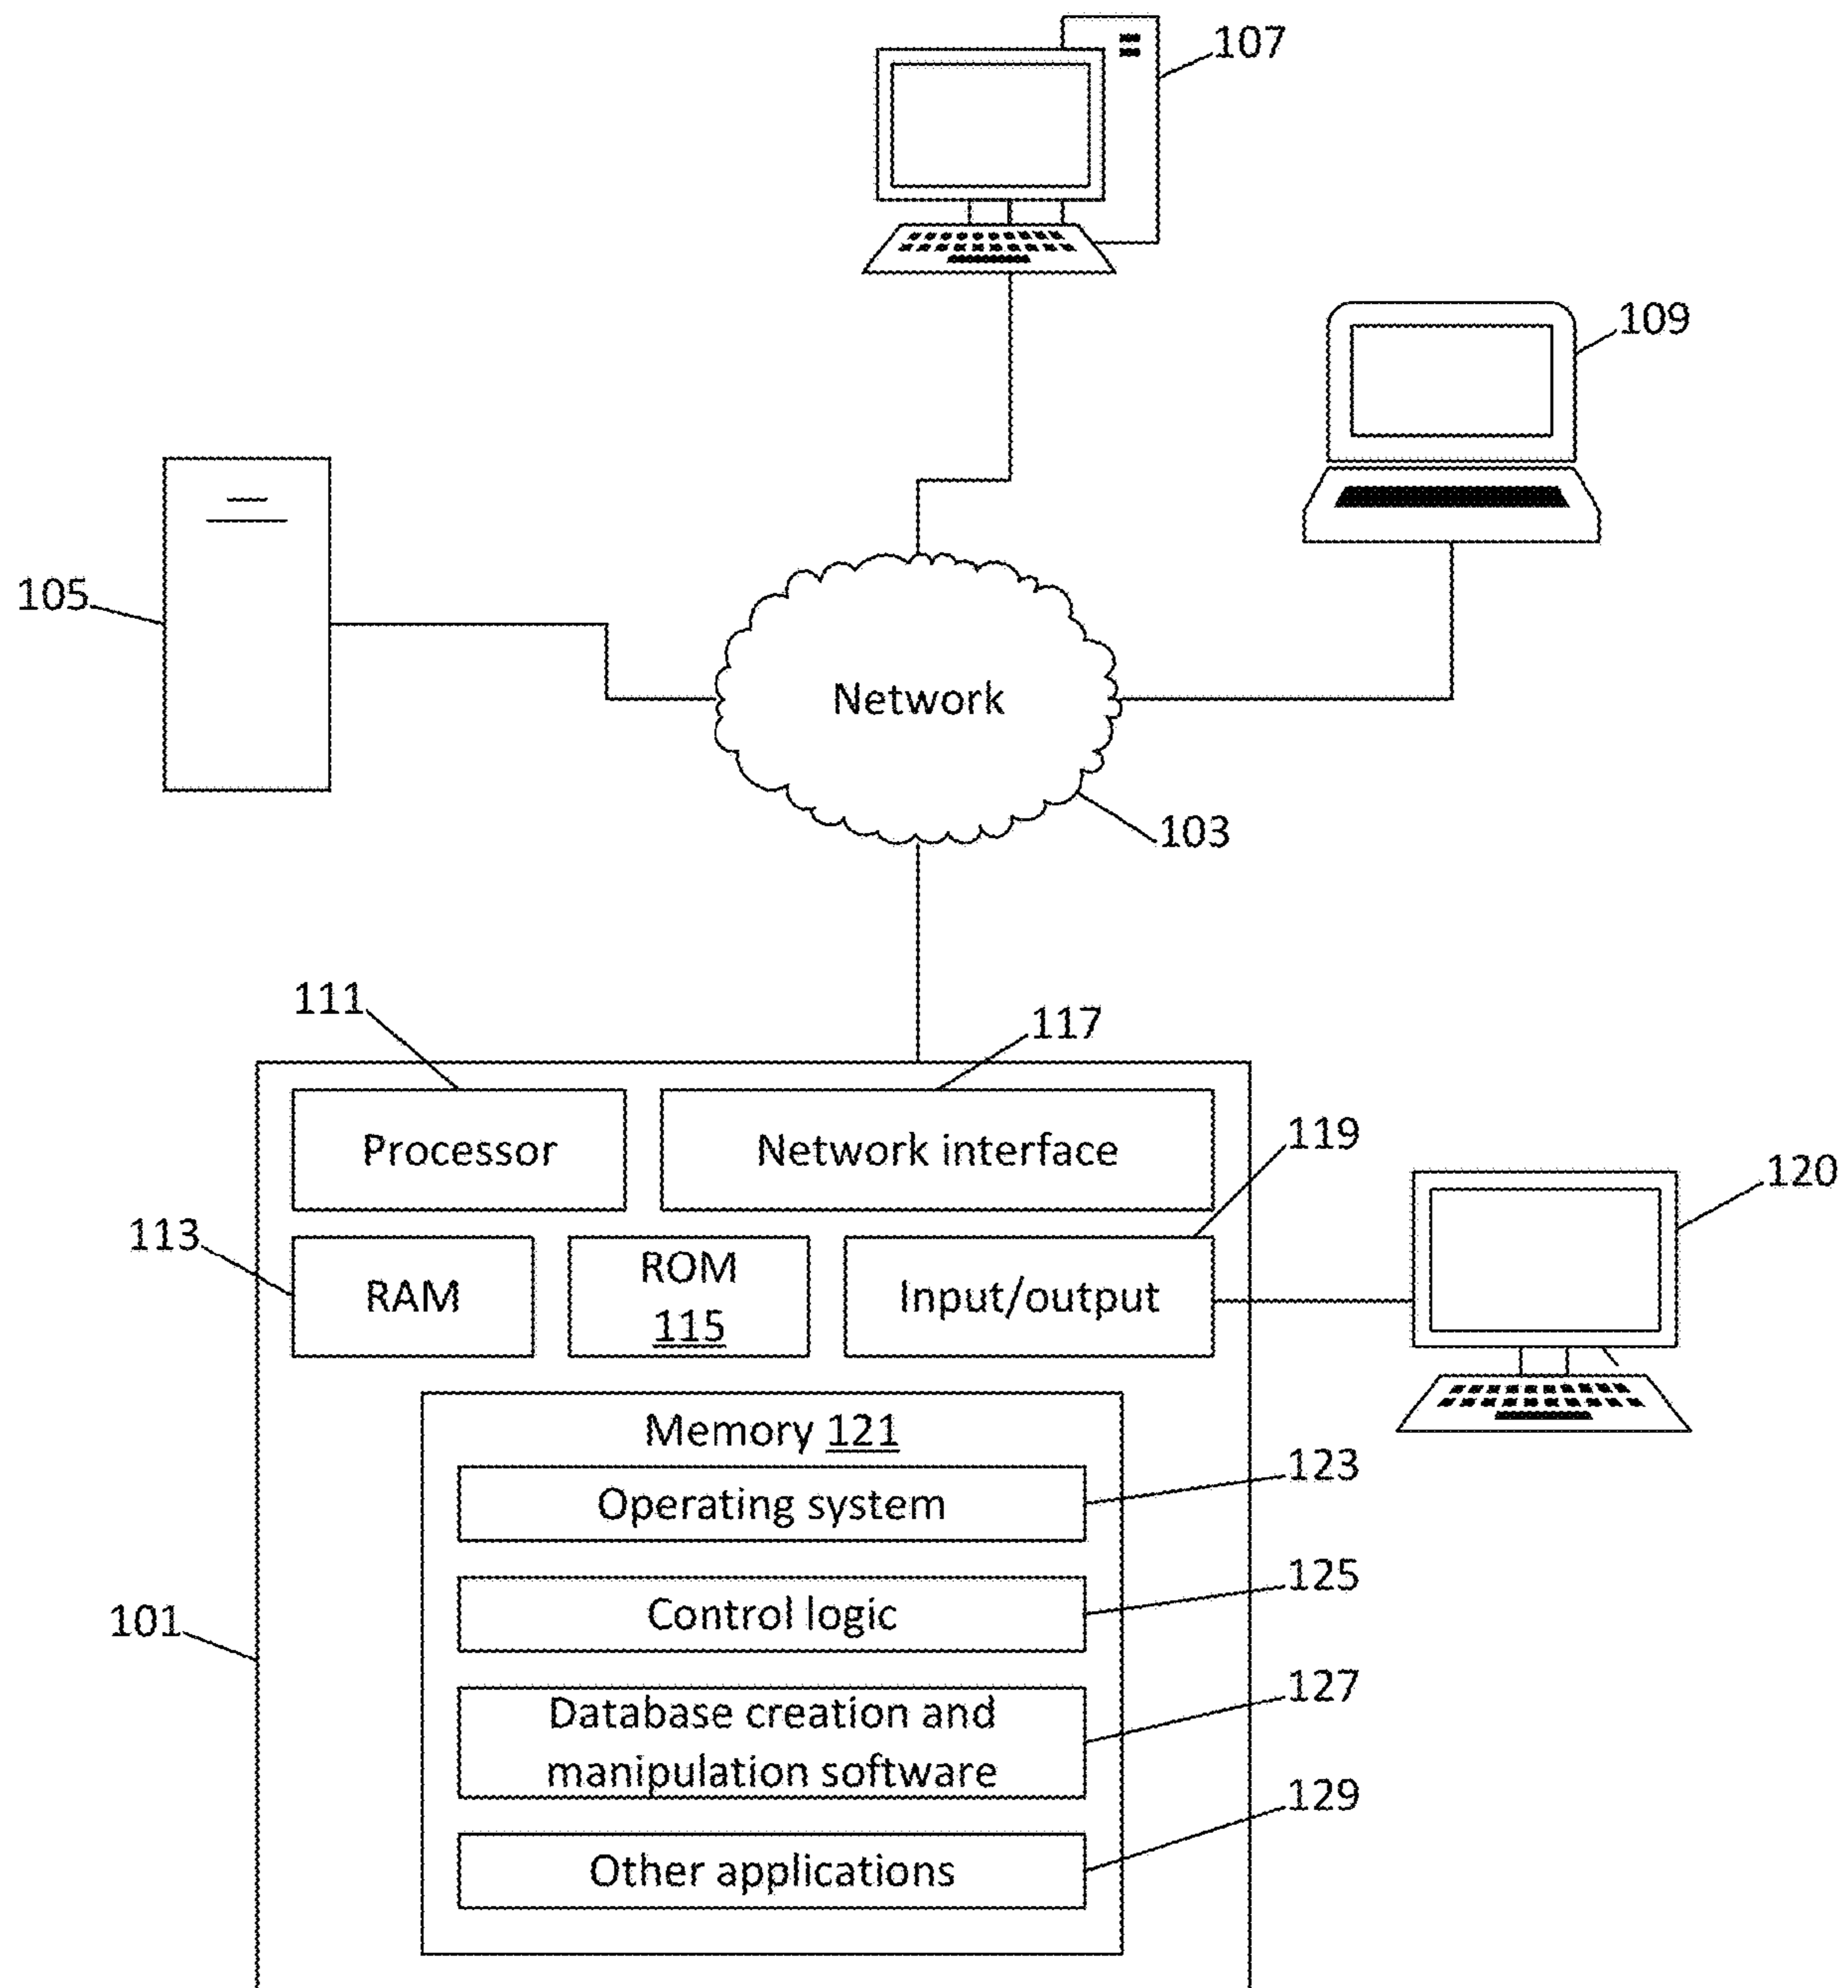 107
109
105
Network
103
111
117
Processor
Network interface
119
120
113
RAM
ROM
115
Input/output
Memory 121
123
Operating system
125
Control logic
101
127
Database creation and
manipulation software
129
Other applications